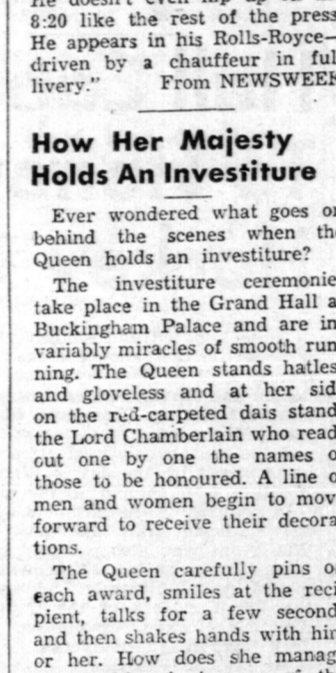 8:20 like the rest of the press
He appears in his Rolls-Royce—
driven by a chauffeur in ful
livery." From NEWSWEEK
How Her Majesty
Holds An Investiture
Ever wondered what goes o
behind the scenes when th
Queen holds an investiture?
The investiture ceremonie
take place in the Grand Hall a
Buckingham Palace and are in
variably miracles of smooth run
ning. The Queen stands hatles
and gloveless and at her sid
on the red-carpeted dais stand
the Lord Chamberlain who read
out one by one the names o
those to be honoured. A line o
men and women begin to mov
forward to receive their decora
tions.
The Queen carefully pins o
each award, smiles at the reci
pient, talks for a few second
and then shakes hands with hi
or her. How does she manag